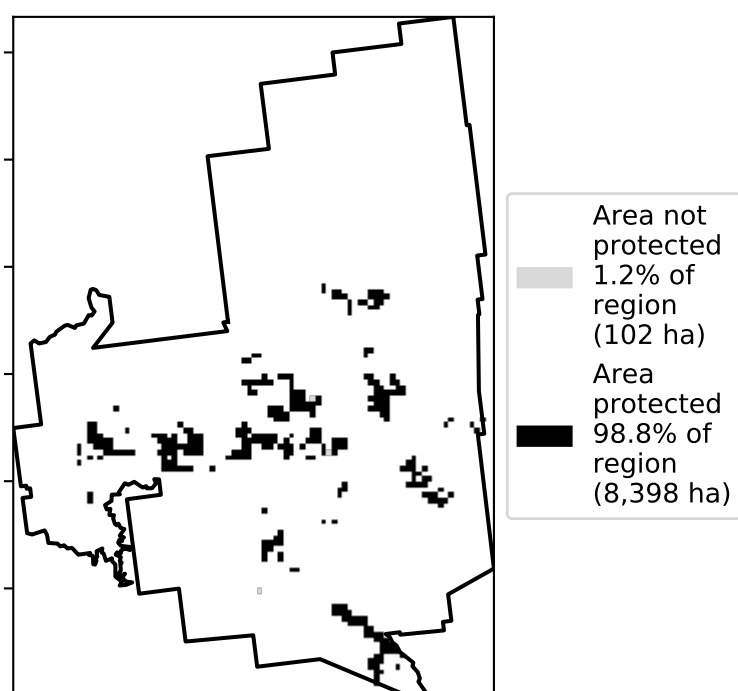 Area not
protected
1.2% of
region
(102 ha)
Area
protected
98.8% of
region
(8,398 ha)